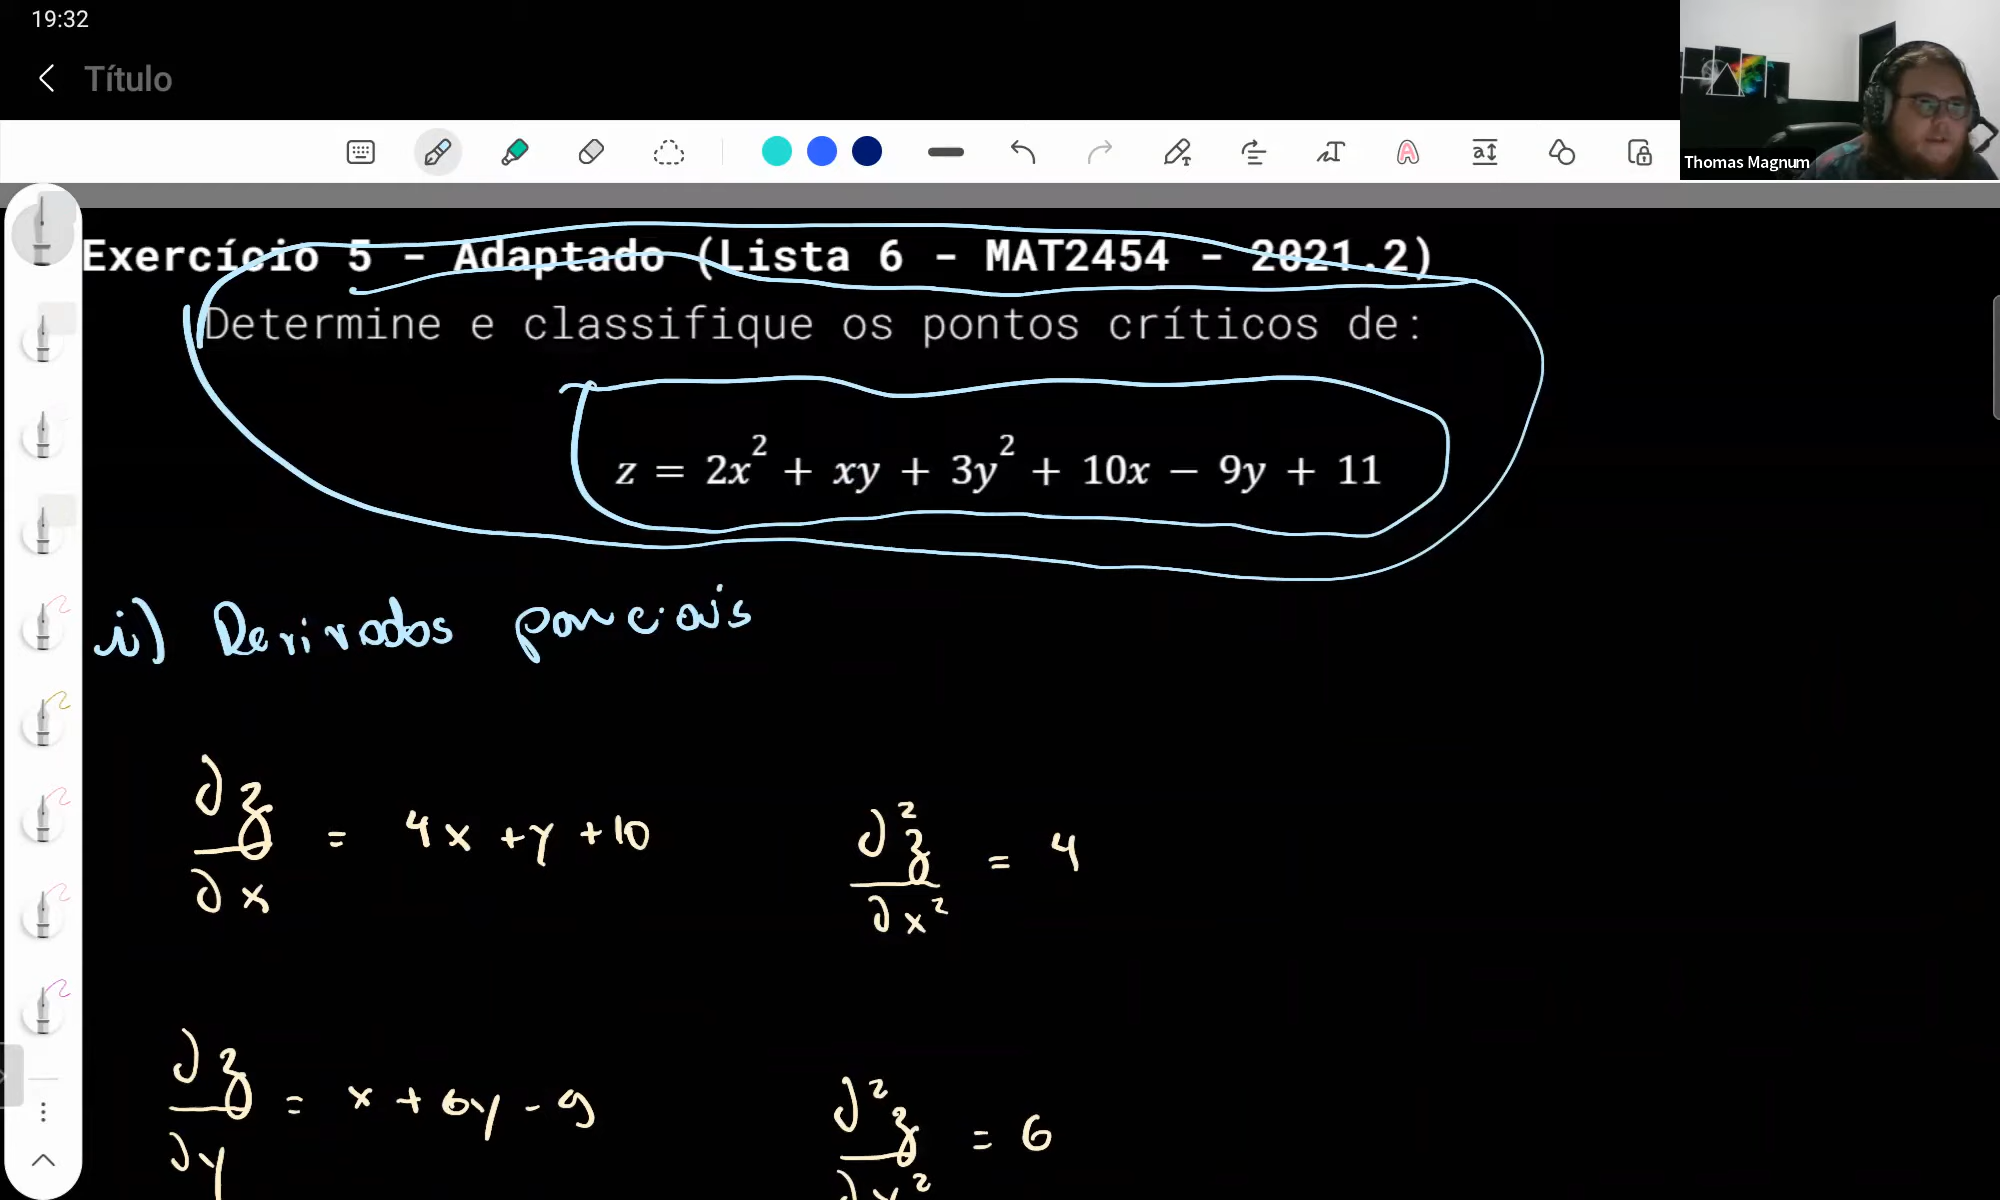 19:32
Título
Thomas Magnum
Exercício 5 - Adaptado (Lista 6 - MAT2454 - 2021.2)
Determine e classifique os pontos críticos de:
z = 2x² + xy + 3y² + 10x − 9y + 11
i) Derivadas parciais
∂z/∂x = 4x + y + 10
∂²z/∂x² = 4
∂z/∂y = x + 6y - 9
∂²z/∂y² = 6